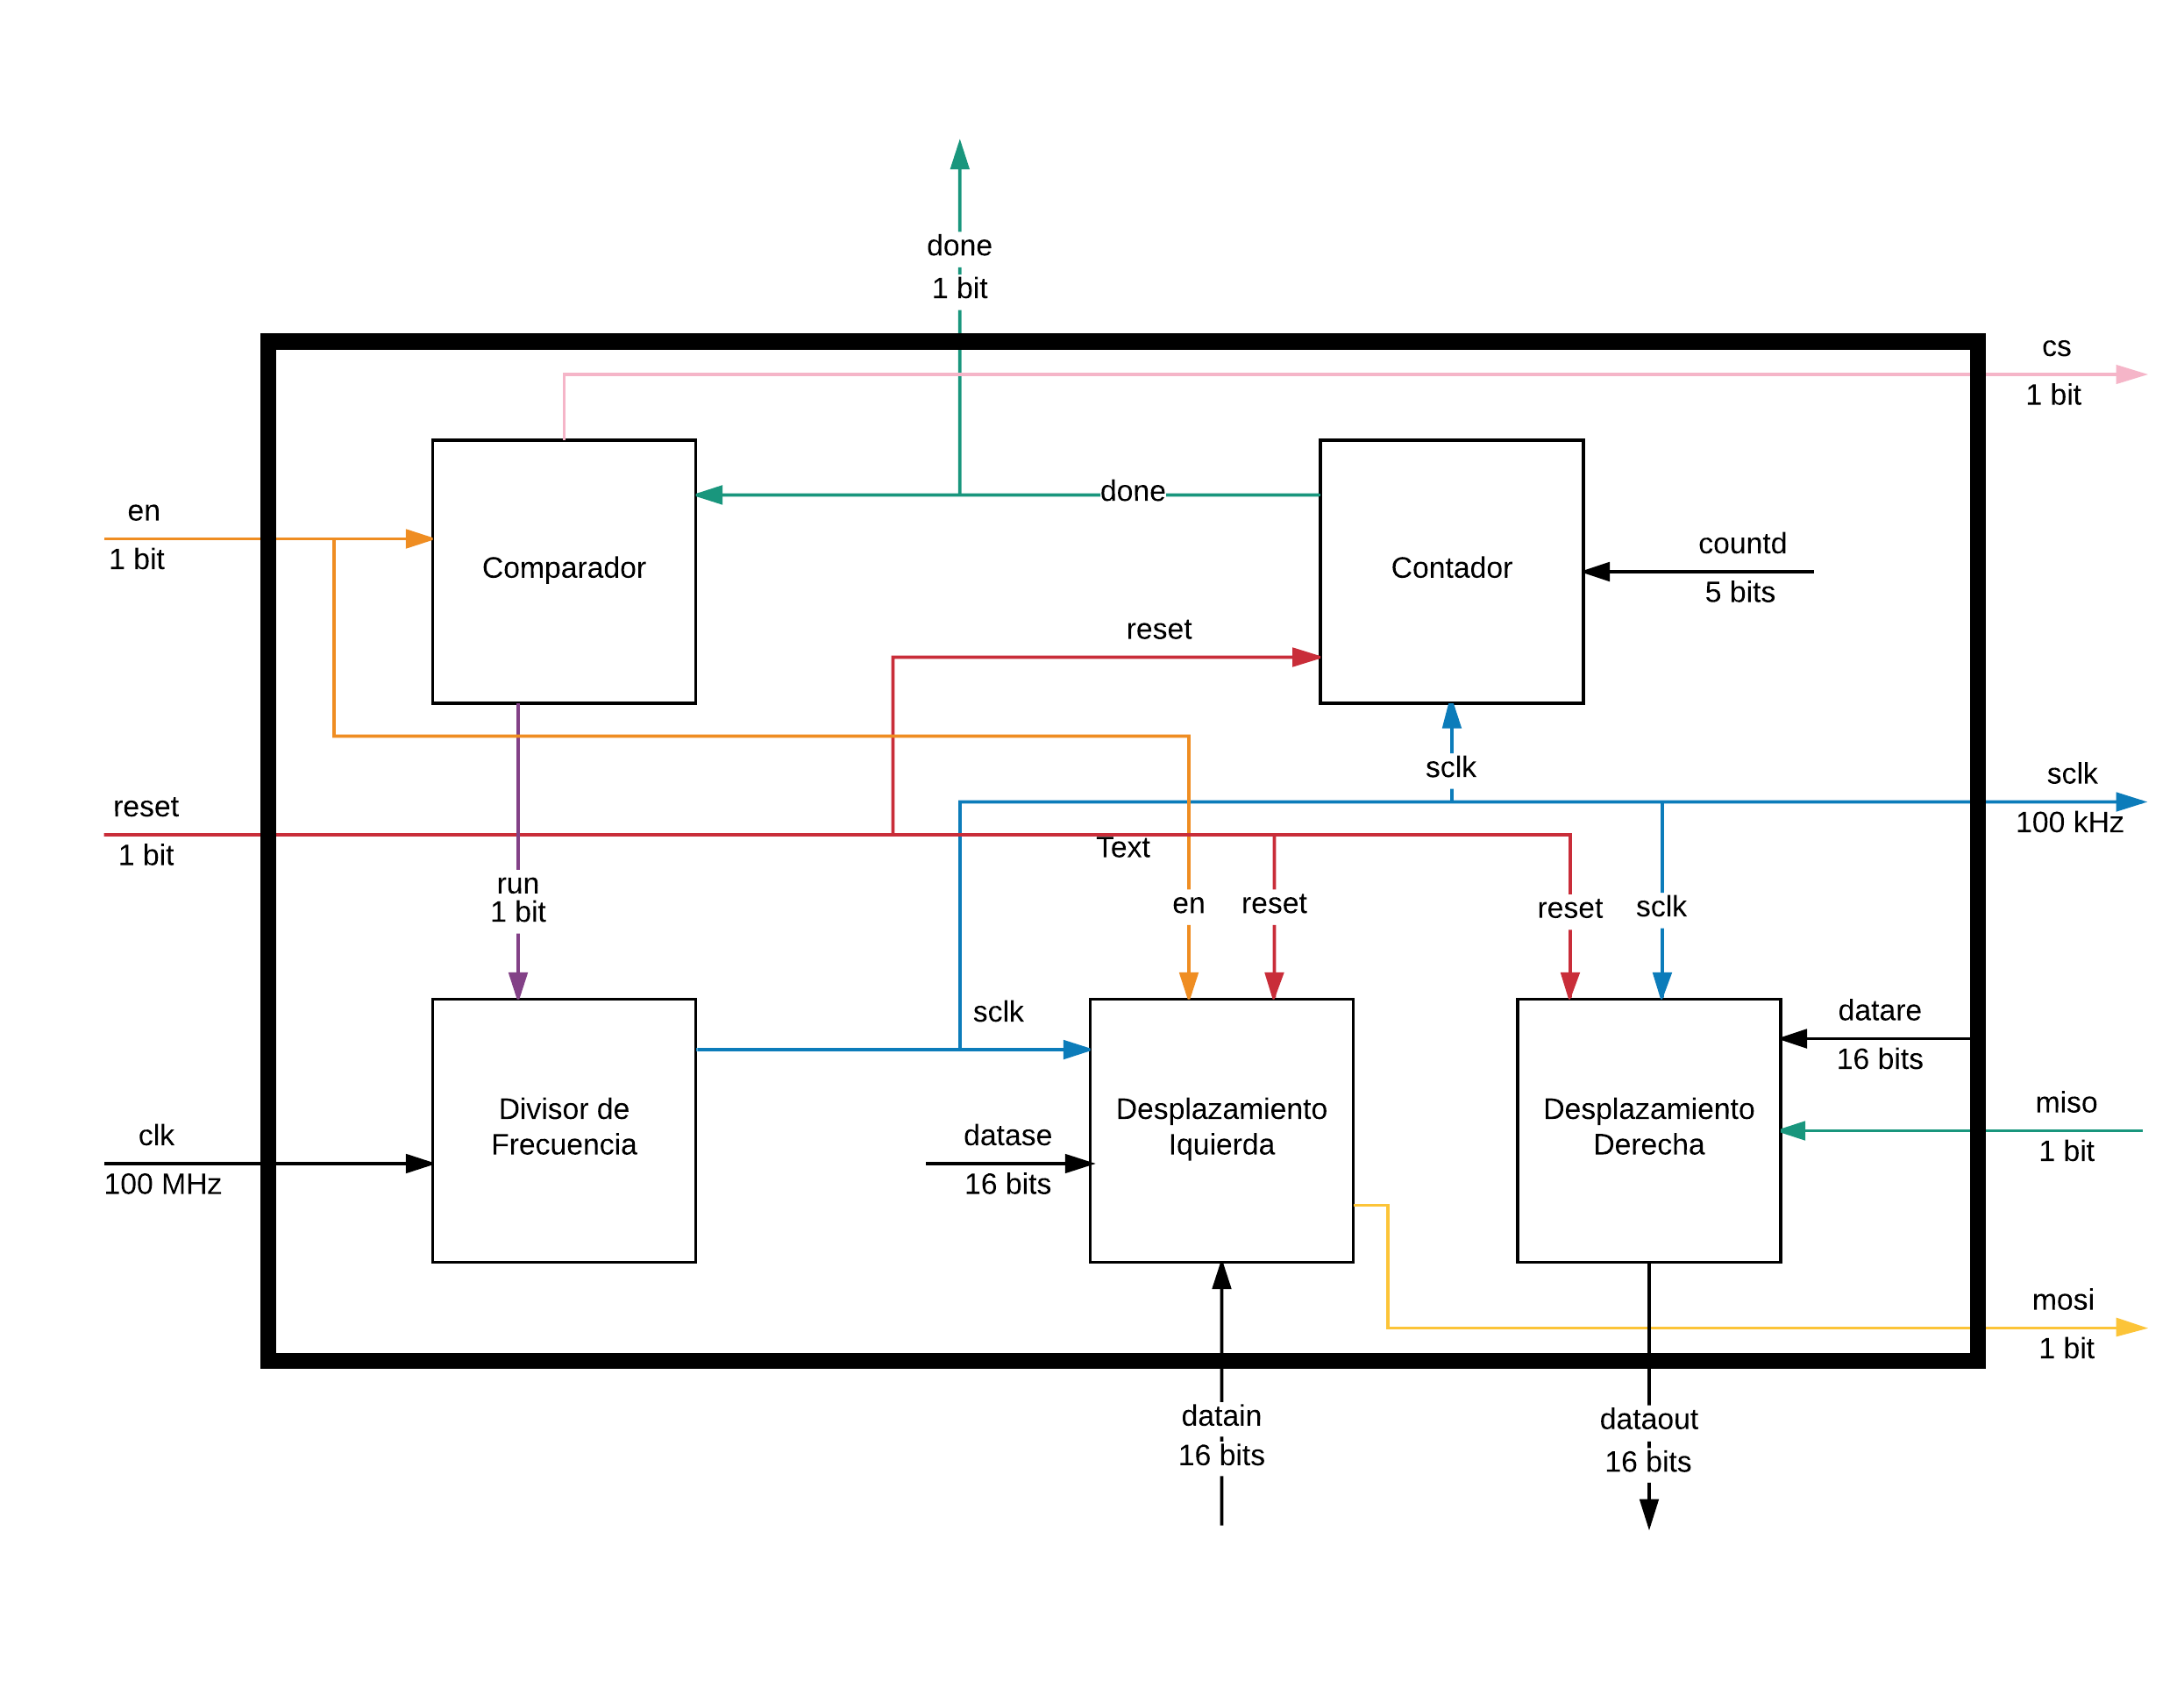 done
1 bit
cs
1 bit
en
1 bit
done
Comparador
Contador
countd
5 bits
reset
sclk
sclk
100 kHz
reset
1 bit
Text
run
1 bit
en
reset
reset
sclk
sclk
datare
16 bits
Divisor de
Frecuencia
Desplazamiento
Iquierda
Desplazamiento
Derecha
miso
1 bit
clk
100 MHz
datase
16 bits
mosi
1 bit
datain
16 bits
dataout
16 bits